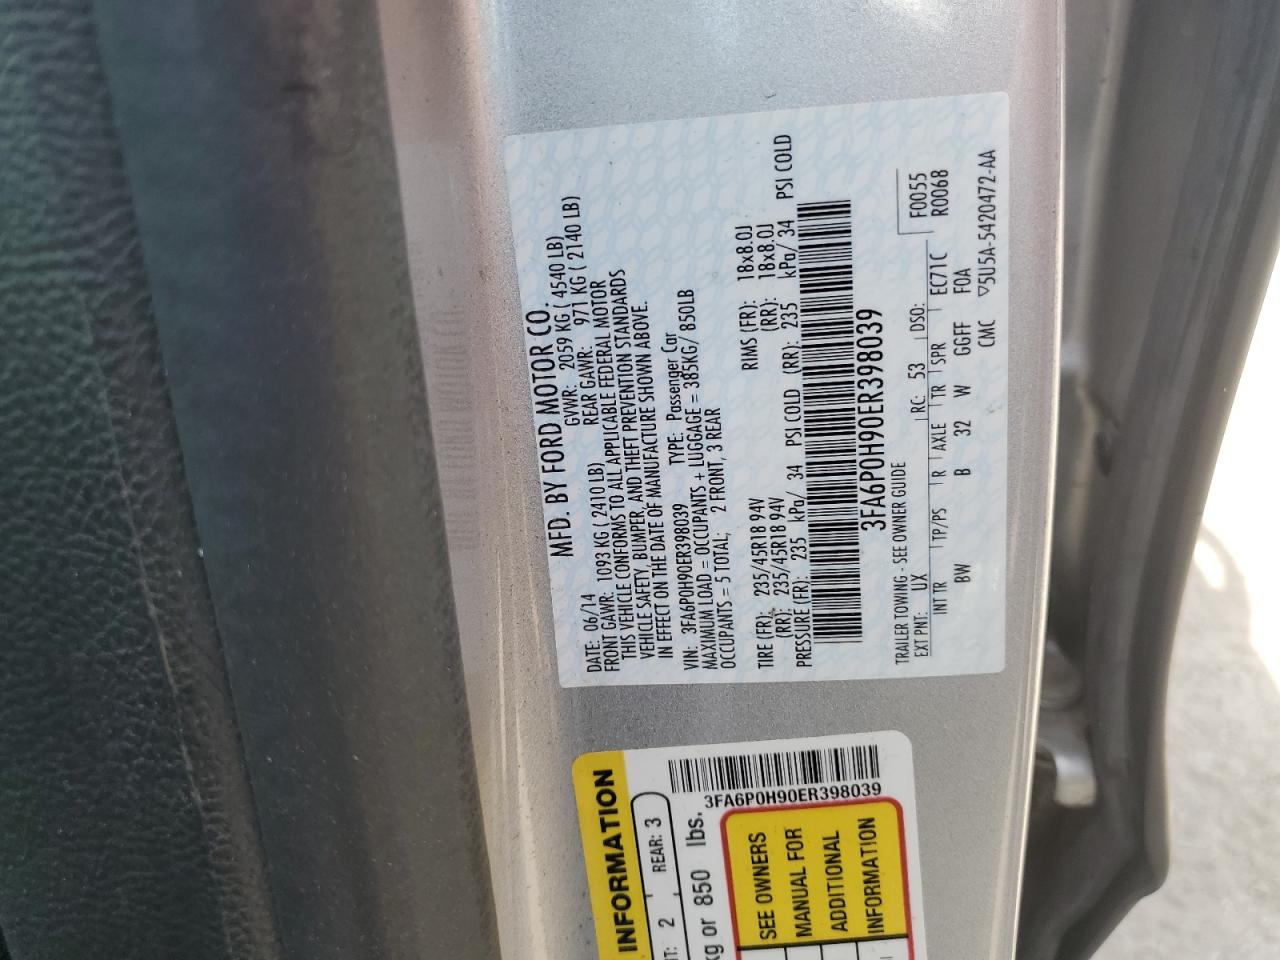 MFD. BY FORD MOTOR CO.
DATE: 06/14 GVWR: 2059 KG ( 4540 LB)
FRONT GAWR: 1093 KG ( 2410 LB) REAR GAWR: 971 KG ( 2140 LB)
THIS VEHICLE CONFORMS TO ALL APPLICABLE FEDERAL MOTOR
VEHICLE SAFETY, BUMPER, AND THEFT PREVENTION STANDARDS
IN EFFECT ON THE DATE OF MANUFACTURE SHOWN ABOVE.
VIN: 3FA6P0H90ER398039 TYPE: Passenger Car
MAXIMUM LOAD = OCCUPANTS + LUGGAGE = 385KG/ 850LB
OCCUPANTS = 5 TOTAL; 2 FRONT, 3 REAR
TIRE (FR): 235/45R18 94V RIMS (FR): 18x8.0J
(RR): 235/45R18 94V (RR): 18x8.0J
PRESSURE (FR): 235 kPa/ 34 PSI COLD (RR): 235 kPa/ 34 PSI COLD
3FA6P0H90ER398039
TRAILER TOWING - SEE OWNER GUIDE F0055
EXT PNT: UX RC: 53 DSO: R0068
INT TR TP/PS R AXLE TR SPR EC71C
BW B 32 W GGFF F0A
CMC ▽5U5A-5420472-AA
INFORMATION
REAR: 3
2
kg or 850 lbs.
3FA6P0H90ER398039
SEE OWNERS
MANUAL FOR
ADDITIONAL
INFORMATION